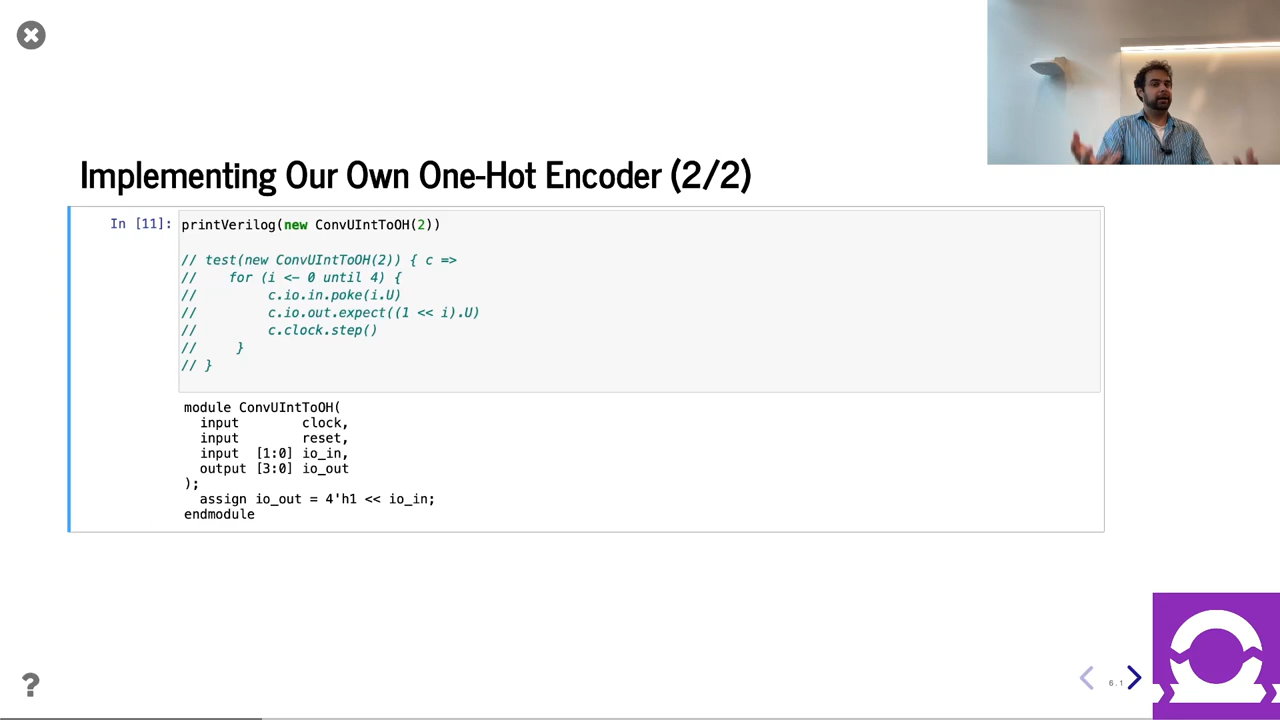 Implementing Our Own One-Hot Encoder (2/2)
In [11]: printVerilog(new ConvUIntToOH(2))
// test(new ConvUIntToOH(2)) { c =>
//    for (i <- 0 until 4) {
//         c.io.in.poke(i.U)
//         c.io.out.expect((1 << i).U)
//         c.clock.step()
//     }
// }
module ConvUIntToOH(
  input        clock,
  input        reset,
  input  [1:0] io_in,
  output [3:0] io_out
);
  assign io_out = 4'h1 << io_in;
endmodule
?
6.1